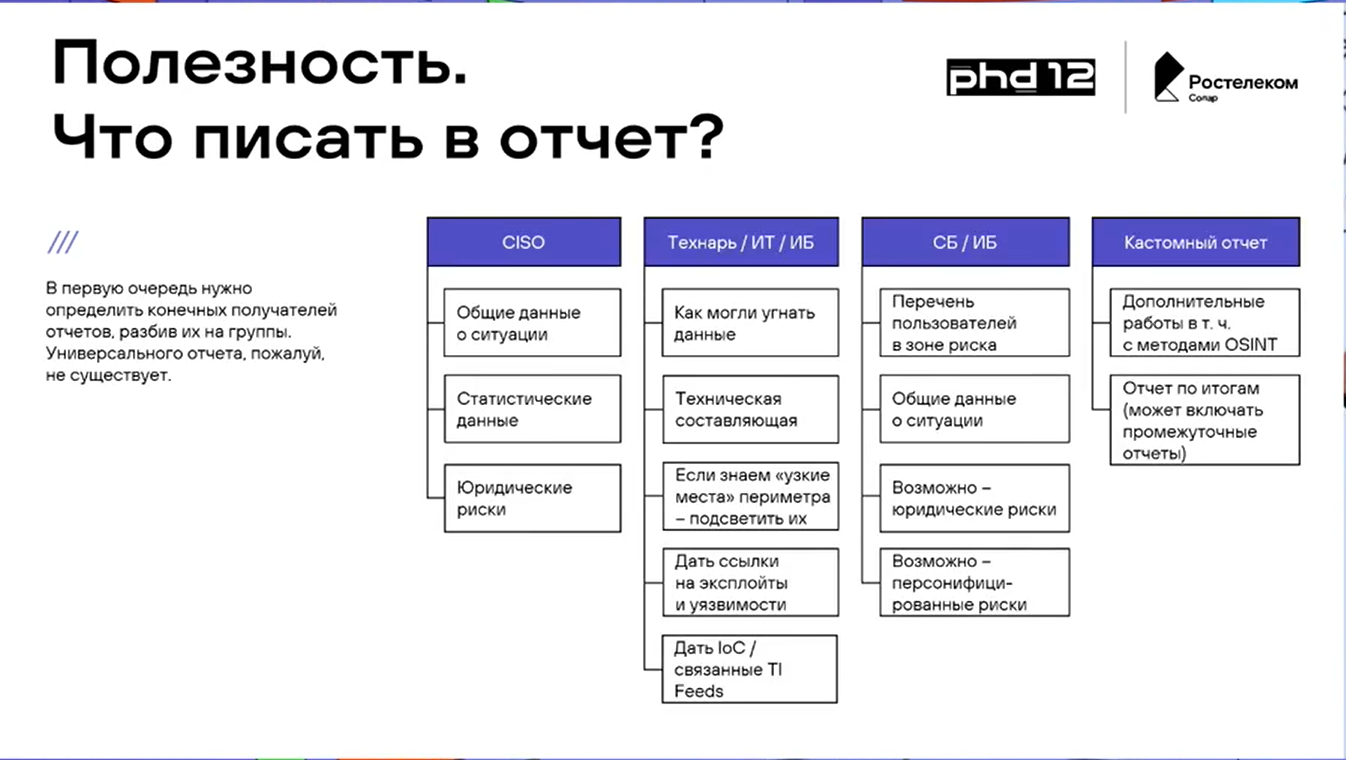 Полезность.
Что писать в отчет?
phd 12
Ростелеком
Солар
///
В первую очередь нужно
определить конечных получателей
отчетов, разбив их на группы.
Универсального отчета, пожалуй,
не существует.
CISO
Общие данные
о ситуации
Статистические
данные
Юридические
риски
Технарь / ИТ / ИБ
Как могли угнать
данные
Техническая
составляющая
Если знаем «узкие
места» периметра
– подсветить их
Дать ссылки
на эксплойты
и уязвимости
Дать IoC /
связанные TI
Feeds
СБ / ИБ
Перечень
пользователей
в зоне риска
Общие данные
о ситуации
Возможно –
юридические риски
Возможно –
персонифици-
рованные риски
Кастомный отчет
Дополнительные
работы в т. ч.
с методами OSINT
Отчет по итогам
(может включать
промежуточные
отчеты)